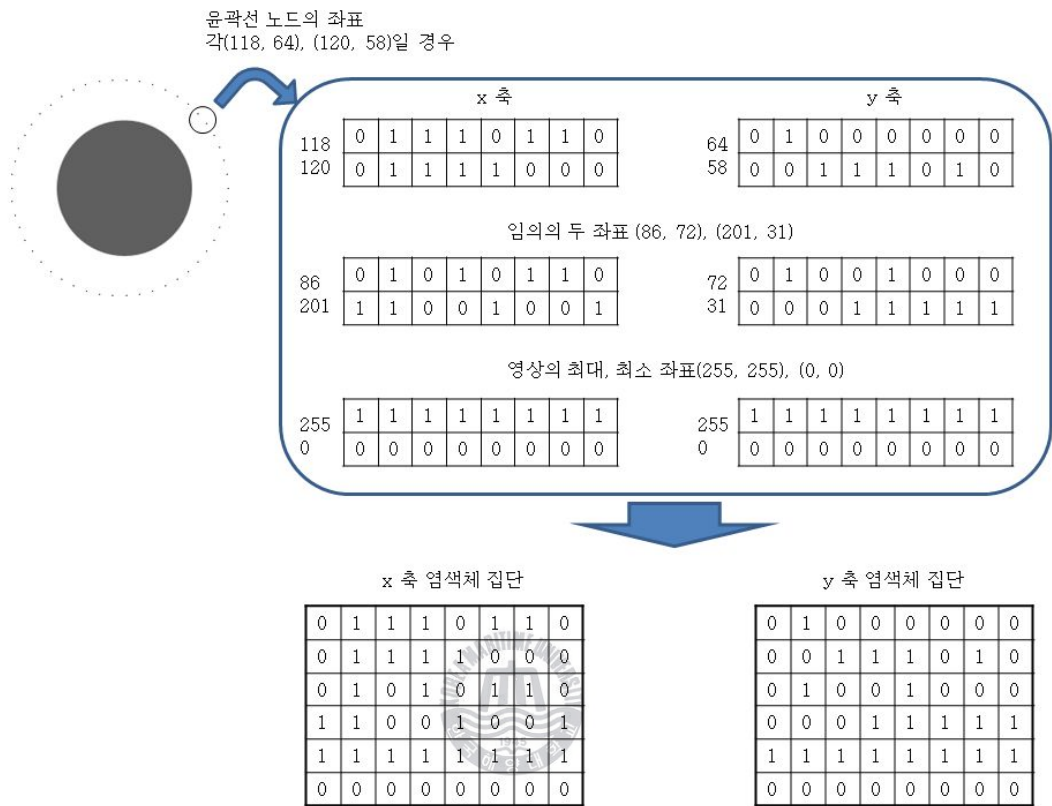 윤곽선 노드의 좌표
각(118, 64), (120, 58)일 경우
x 축 y 축
118 0 1 1 1 0 1 1 0 64 0 1 0 0 0 0 0 0
120 0 1 1 1 1 0 0 0 58 0 0 1 1 1 0 1 0
임의의 두 좌표 (86, 72), (201, 31)
86 0 1 0 1 0 1 1 0 72 0 1 0 0 1 0 0 0
201 1 1 0 0 1 0 0 1 31 0 0 0 1 1 1 1 1
영상의 최대, 최소 좌표(255, 255), (0, 0)
255 1 1 1 1 1 1 1 1 255 1 1 1 1 1 1 1 1
0 0 0 0 0 0 0 0 0 0 0 0 0 0 0 0 0 0
x 축 염색체 집단 y 축 염색체 집단
0 1 1 1 0 1 1 0 0 1 0 0 0 0 0 0
0 1 1 1 1 0 0 0 0 0 1 1 1 0 1 0
0 1 0 1 0 1 1 0 0 1 0 0 1 0 0 0
1 1 0 0 1 0 0 1 0 0 0 1 1 1 1 1
1 1 1 1 1 1 1 1 1 1 1 1 1 1 1 1
0 0 0 0 0 0 0 0 0 0 0 0 0 0 0 0
KOREA MARITIME UNIVERSITY
1945